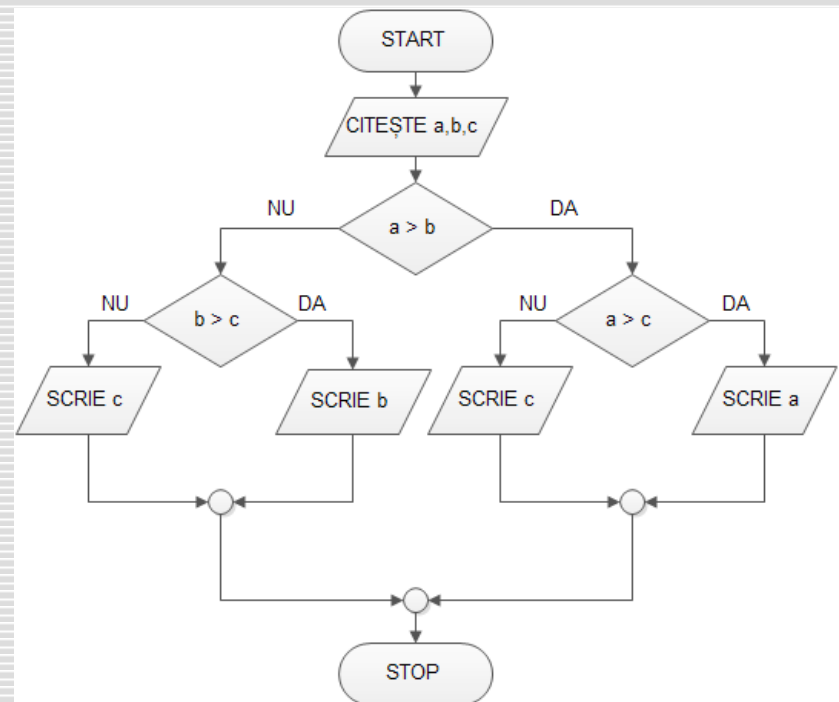 START
CITEȘTE a,b,c
NU
DA
a > b
NU
DA
NU
DA
b > c
a > c
SCRIE c
SCRIE b
SCRIE c
SCRIE a
STOP